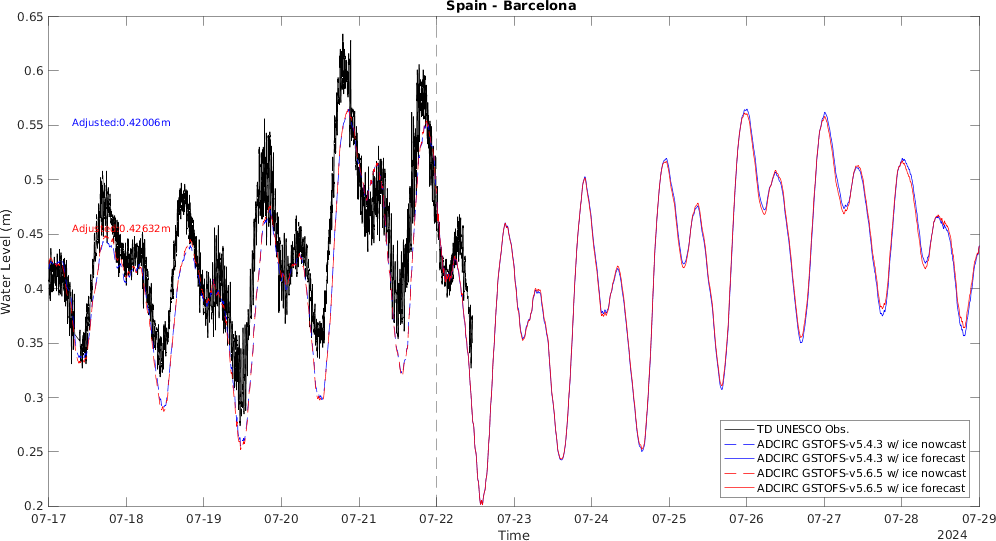 Spain - Barcelona
0.65
0.6
0.55
0.5
0.45
0.4
0.35
0.3
0.25
0.2
Water Level (m)
Adjusted:0.42006m
Adjusted:0.42632m
TD UNESCO Obs.
ADCIRC GSTOFS-v5.4.3 w/ ice nowcast
ADCIRC GSTOFS-v5.4.3 w/ ice forecast
ADCIRC GSTOFS-v5.6.5 w/ ice nowcast
ADCIRC GSTOFS-v5.6.5 w/ ice forecast
07-17 07-18 07-19 07-20 07-21 07-22 07-23 07-24 07-25 07-26 07-27 07-28 07-29
Time
2024